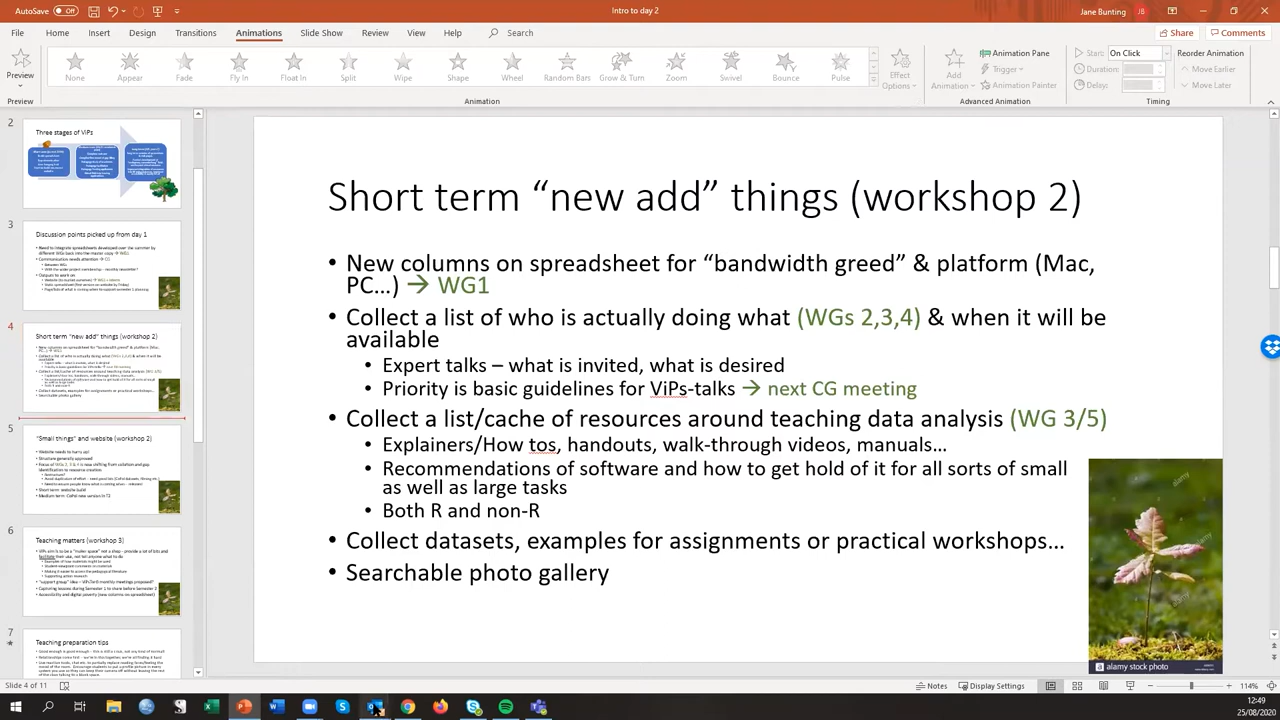 AutoSave Off
Intro to day 2
Jane Bunting JB
File Home Insert Design Transitions Animations Slide Show Review View Help Search
Share Comments
Preview None Appear Fade Fly In Float In Split Wipe Shape Wheel Random Bars Grow & Turn Zoom Swivel Bounce Pulse
Effect Options
Add Animation
Animation Pane
Trigger
Animation Painter
Start: On Click
Duration:
Delay:
Reorder Animation
Move Earlier
Move Later
Preview Animation Advanced Animation Timing
2
Three stages of ViPs
3
Discussion points picked up from day 1
4
Short term "new add" things (workshop 2)
5
"Small things" and website (workshop 2)
6
Teaching matters (workshop 3)
7
Teaching preparation tips
Short term “new add” things (workshop 2)
• New columns on spreadsheet for “bandwidth greed” & platform (Mac,
PC...) → WG1
• Collect a list of who is actually doing what (WGs 2,3,4) & when it will be
available
• Expert talks – what is invited, what is desired
• Priority is basic guidelines for ViPs-talks → next CG meeting
• Collect a list/cache of resources around teaching data analysis (WG 3/5)
• Explainers/How tos, handouts, walk-through videos, manuals...
• Recommendations of software and how to get hold of it for all sorts of small
as well as large tasks
• Both R and non-R
• Collect datasets, examples for assignments or practical workshops...
• Searchable photo gallery
alamy stock photo
Slide 4 of 11
Notes Display Settings
114%
12:49
25/08/2020